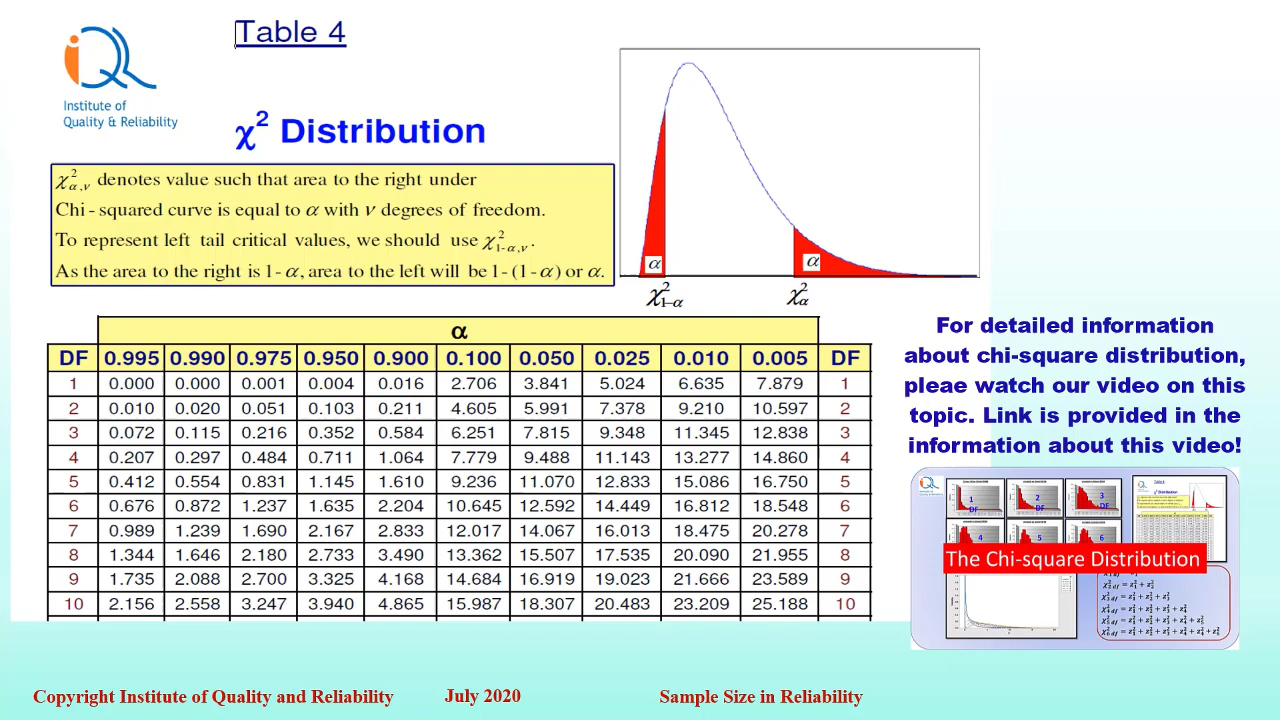 Table 4
iQR
Institute of
Quality & Reliability
χ² Distribution
χ²α,ν denotes value such that area to the right under
Chi - squared curve is equal to α with ν degrees of freedom.
To represent left tail critical values, we should use χ²1-α,ν.
As the area to the right is 1- α, area to the left will be 1- (1- α) or α.
α α
χ²1-α χ²α
α
DF 0.995 0.990 0.975 0.950 0.900 0.100 0.050 0.025 0.010 0.005 DF
1 0.000 0.000 0.001 0.004 0.016 2.706 3.841 5.024 6.635 7.879 1
2 0.010 0.020 0.051 0.103 0.211 4.605 5.991 7.378 9.210 10.597 2
3 0.072 0.115 0.216 0.352 0.584 6.251 7.815 9.348 11.345 12.838 3
4 0.207 0.297 0.484 0.711 1.064 7.779 9.488 11.143 13.277 14.860 4
5 0.412 0.554 0.831 1.145 1.610 9.236 11.070 12.833 15.086 16.750 5
6 0.676 0.872 1.237 1.635 2.204 10.645 12.592 14.449 16.812 18.548 6
7 0.989 1.239 1.690 2.167 2.833 12.017 14.067 16.013 18.475 20.278 7
8 1.344 1.646 2.180 2.733 3.490 13.362 15.507 17.535 20.090 21.955 8
9 1.735 2.088 2.700 3.325 4.168 14.684 16.919 19.023 21.666 23.589 9
10 2.156 2.558 3.247 3.940 4.865 15.987 18.307 20.483 23.209 25.188 10
For detailed information
about chi-square distribution,
pleae watch our video on this
topic. Link is provided in the
information about this video!
1 DF 2 DF 3 DF
4 5 6
Table 4
χ² Distribution
The Chi-square Distribution
Copyright Institute of Quality and Reliability July 2020 Sample Size in Reliability